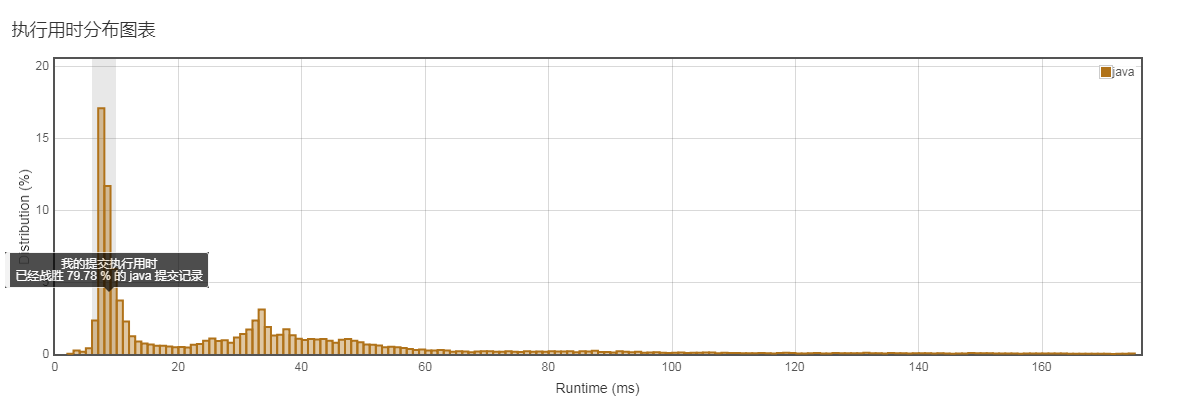 执行用时分布图表
java
20
15
10
5
0
Distribution (%)
我的提交执行用时
已经战胜 79.78 % 的 java 提交记录
0 20 40 60 80 100 120 140 160
Runtime (ms)